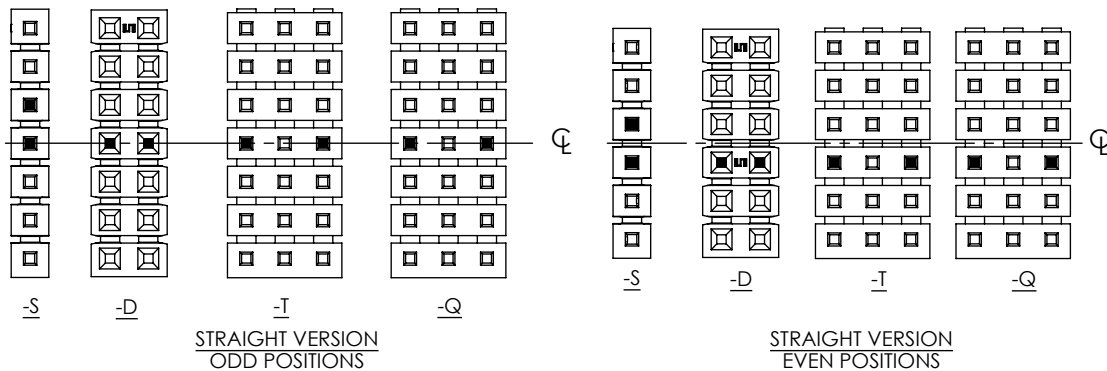 -S
-D
-T
-Q
STRAIGHT VERSION
ODD POSITIONS
℄
-S
-D
-T
-Q
STRAIGHT VERSION
EVEN POSITIONS
℄